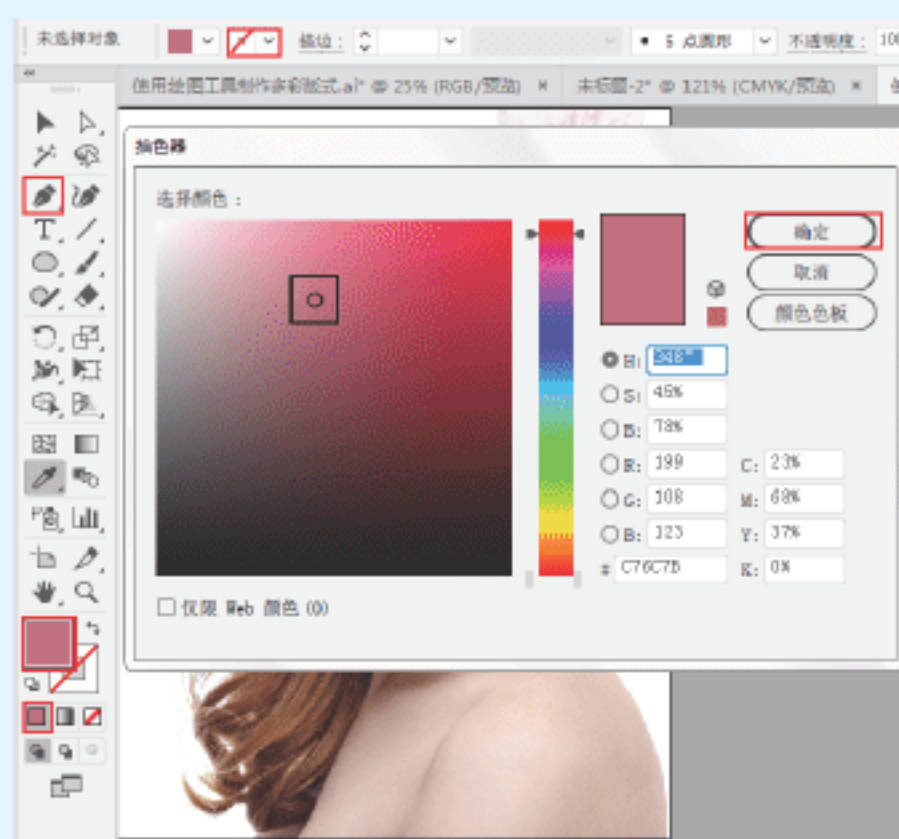 未选择对象
描边：
5 点圆形
不透明度：
100
使用绘图工具制作多彩版式.ai* @ 25% (RGB/预览)
未标题-2* @ 121% (CMYK/预览)
拾色器
选择颜色：
确定
取消
颜色色板
H: 348°
S: 45%
B: 78%
R: 199 C: 23%
G: 108 M: 68%
B: 123 Y: 37%
# C76C7B K: 0%
仅限 Web 颜色 (O)